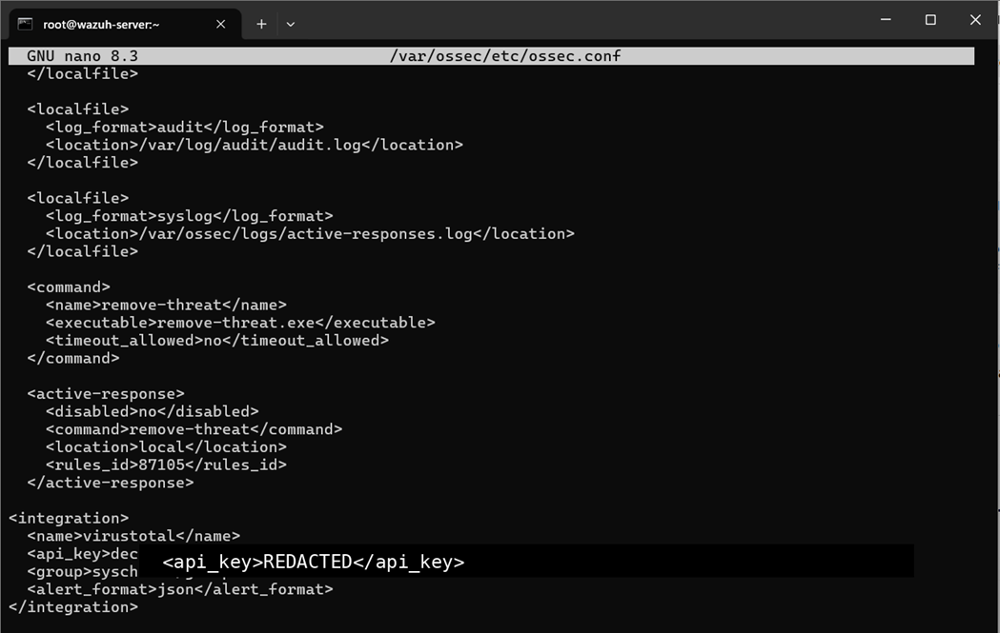 root@wazuh-server:~
GNU nano 8.3 /var/ossec/etc/ossec.conf
</localfile>
<localfile>
<log_format>audit</log_format>
<location>/var/log/audit/audit.log</location>
</localfile>
<localfile>
<log_format>syslog</log_format>
<location>/var/ossec/logs/active-responses.log</location>
</localfile>
<command>
<name>remove-threat</name>
<executable>remove-threat.exe</executable>
<timeout_allowed>no</timeout_allowed>
</command>
<active-response>
<disabled>no</disabled>
<command>remove-threat</command>
<location>local</location>
<rules_id>87105</rules_id>
</active-response>
<integration>
<name>virustotal</name>
<api_key>dec
<api_key>REDACTED</api_key>
<group>sysch
<alert_format>json</alert_format>
</integration>